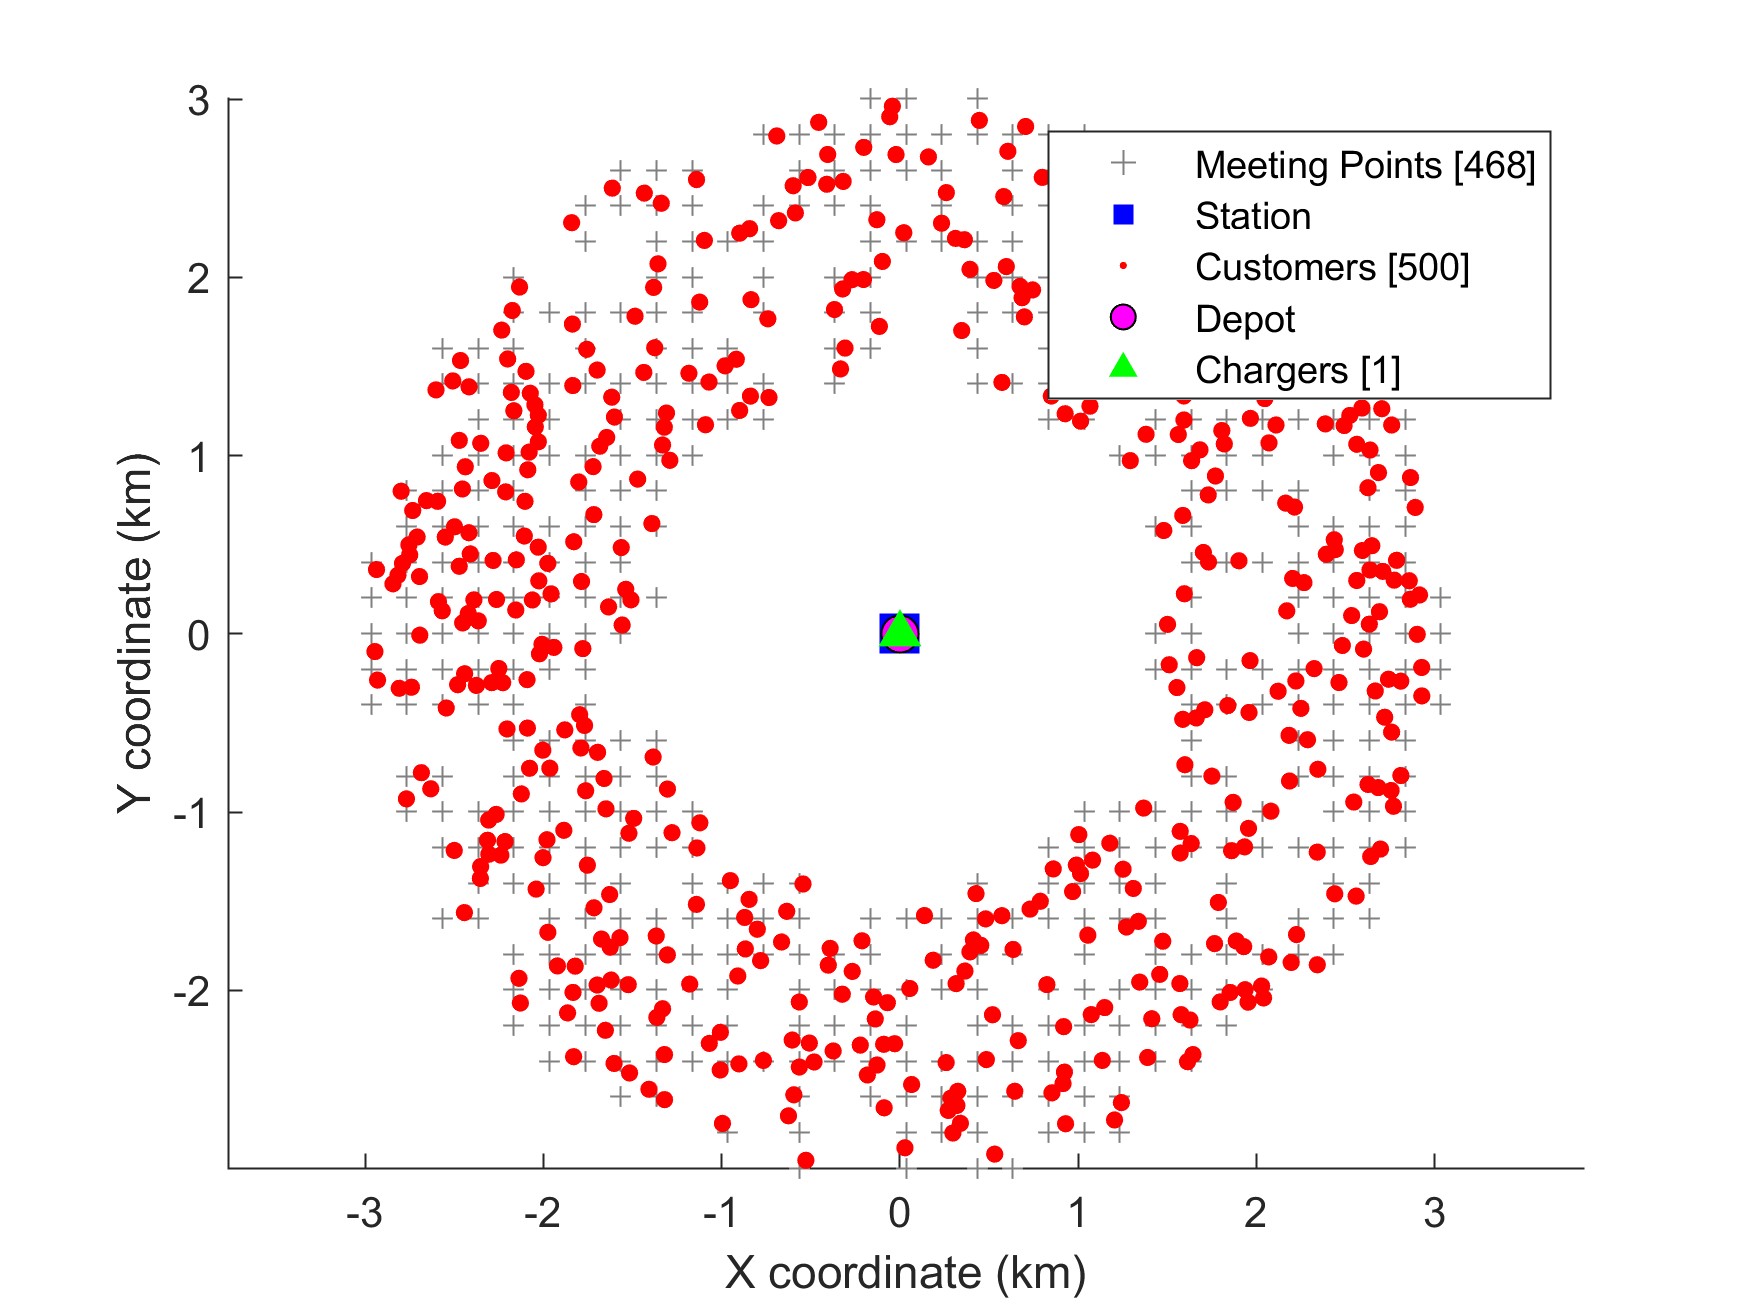 3
2
1
0
-1
-2
Y coordinate (km)
Meeting Points [468]
Station
Customers [500]
Depot
Chargers [1]
-3 -2 -1 0 1 2 3
X coordinate (km)